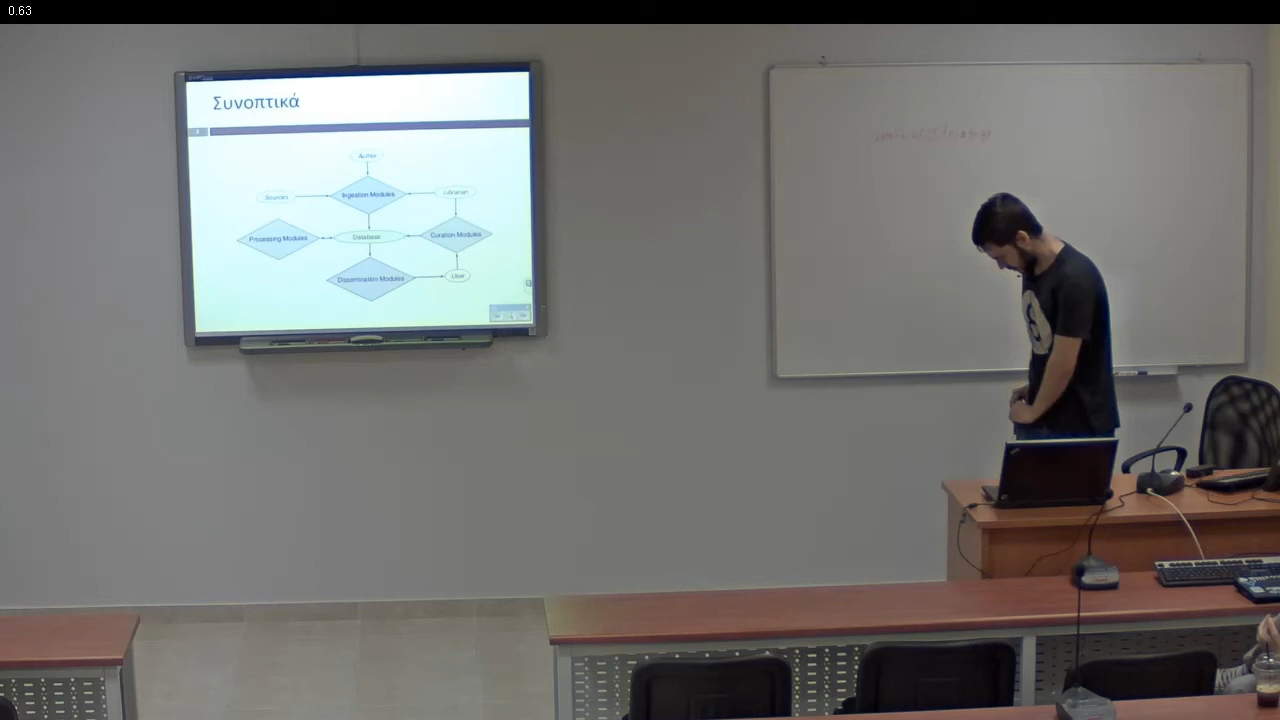 0.63
Συνοπτικά
Author
Sources
Ingestion Modules
Librarian
Processing Modules
Database
Curation Modules
Dissemination Modules
User